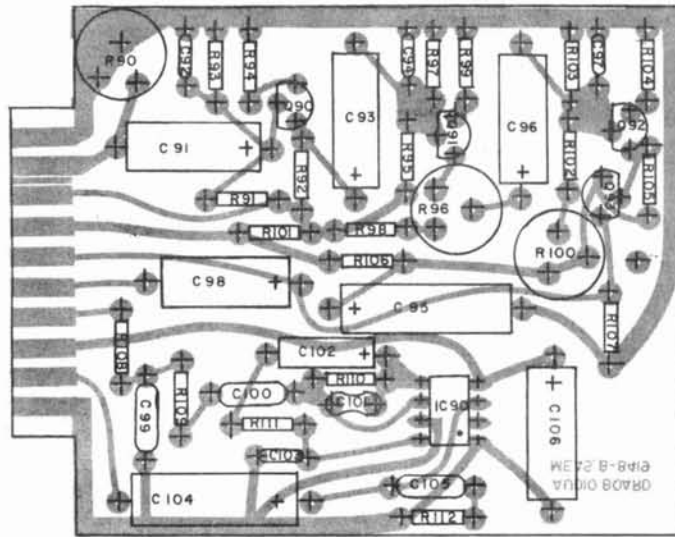 R90
C92
R93
R94
Q90
C93
C94
R97
R99
Q91
C96
R103
C97
R104
Q92
C91
R92
R95
R102
R105
R91
R96
R101
R98
R100
R106
C98
C95
R107
R108
C102
R110
R109
C100
C101
IC90
C99
R111
C103
C106
MEAS. B-8419
AUDIO BOARD
C104
C105
R112